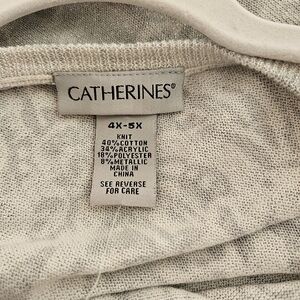 CATHERINES®
4X-5X
KNIT
40%COTTON
34%ACRYLIC
18%POLYESTER
8%METALLIC
MADE IN
CHINA
SEE REVERSE
FOR CARE